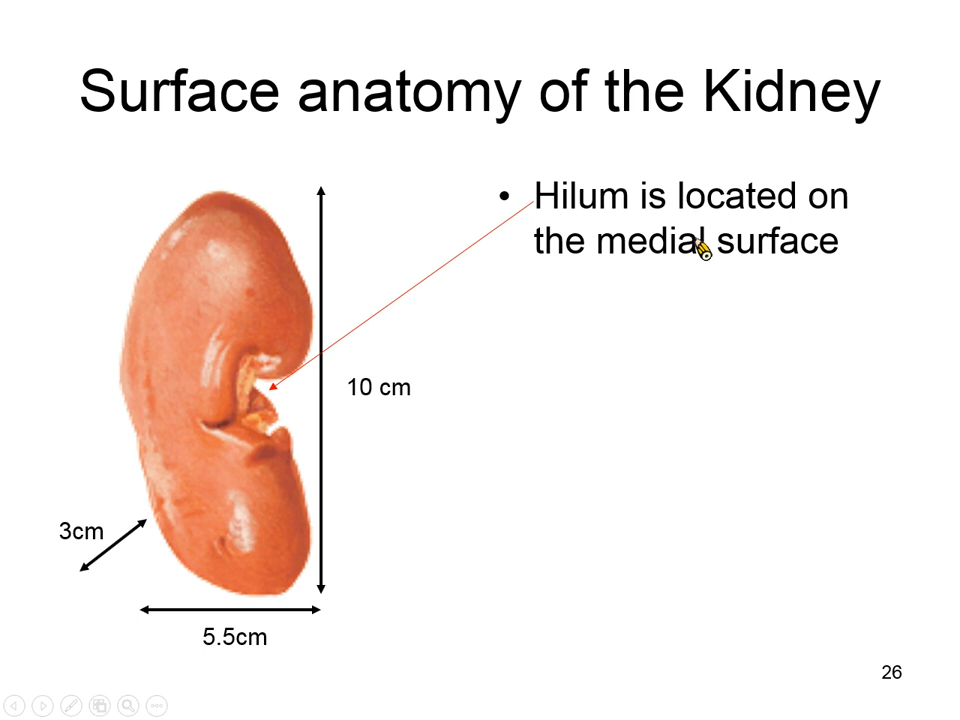 Surface anatomy of the Kidney
• Hilum is located on
the medial surface
10 cm
3cm
5.5cm
26